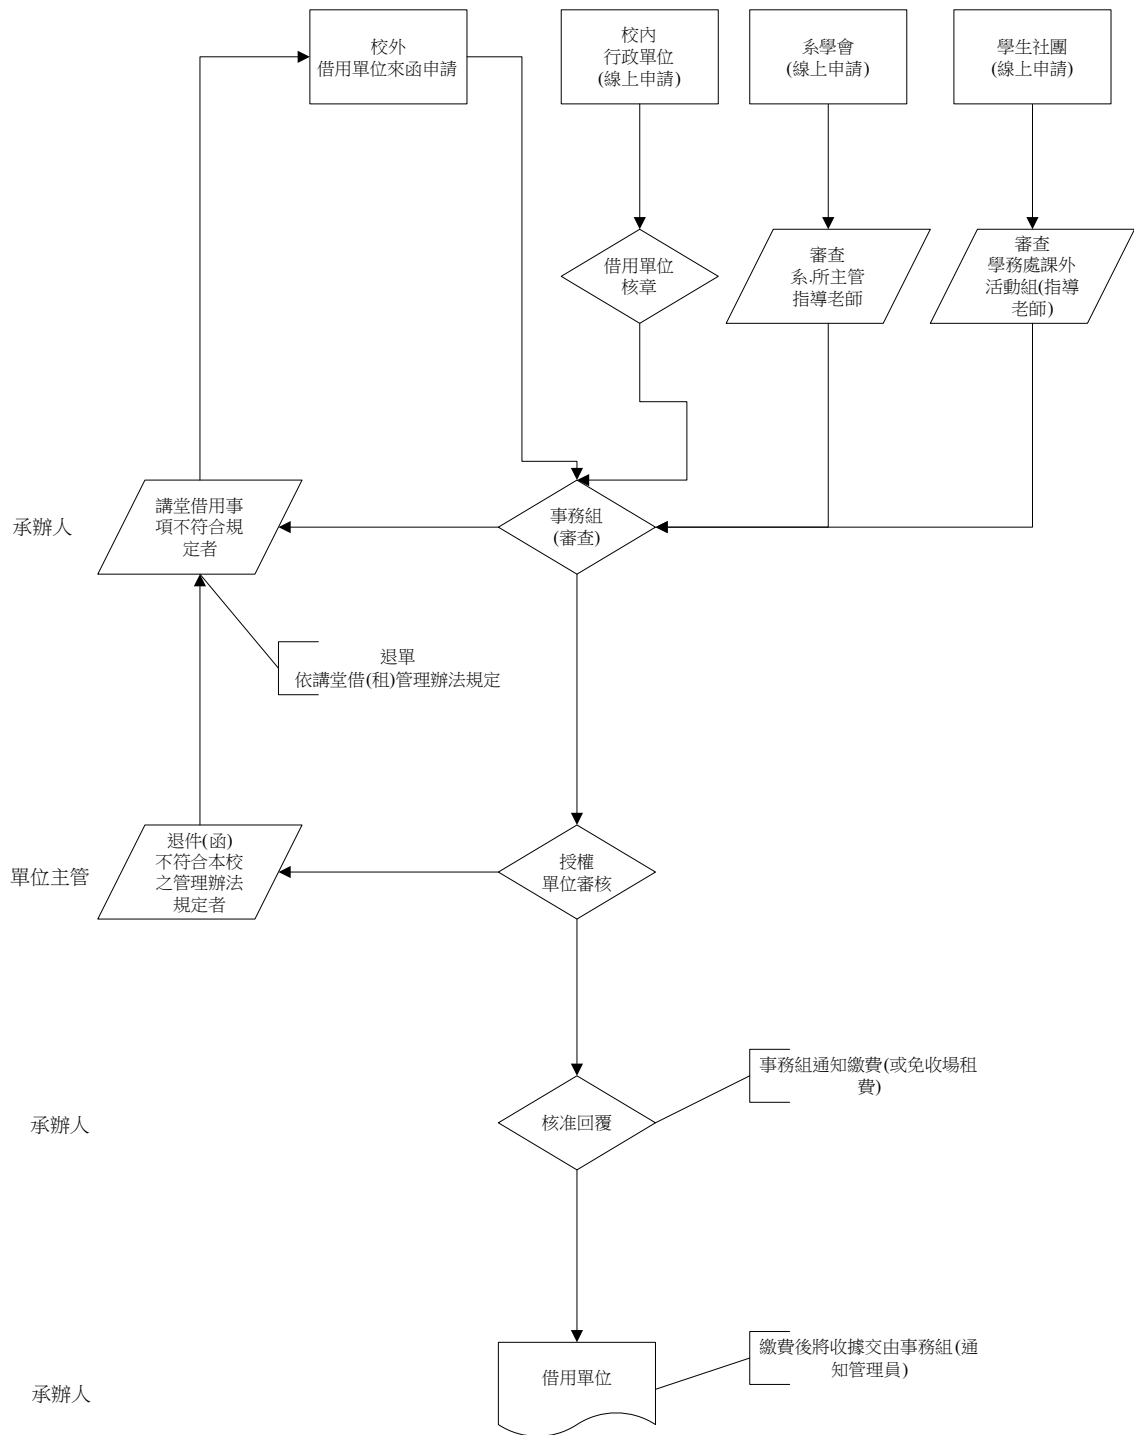 校外
借用單位來函申請
校內
行政單位
(線上申請)
系學會
(線上申請)
學生社團
(線上申請)
借用單位
核章
審查
系.所主管
指導老師
審查
學務處課外
活動組(指導
老師)
承辦人
講堂借用事
項不符合規
定者
事務組
(審查)
退單
依講堂借(租)管理辦法規定
單位主管
退件(函)
不符合本校
之管理辦法
規定者
授權
單位審核
承辦人
核准回覆
事務組通知繳費(或免收場租
費)
承辦人
借用單位
繳費後將收據交由事務組(通
知管理員)